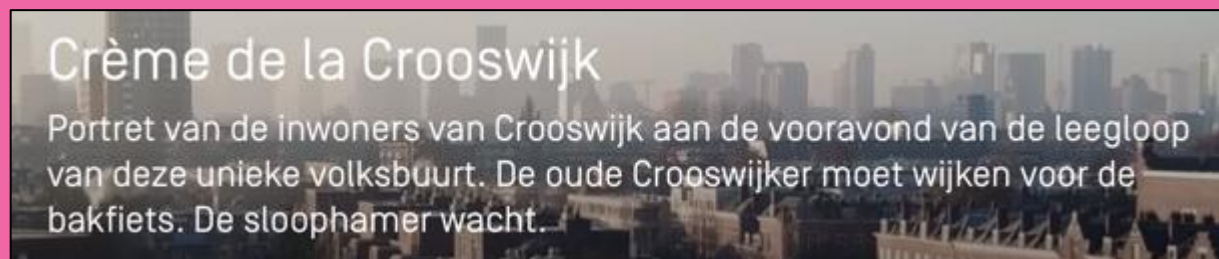 Crème de la Crooswijk
Portret van de inwoners van Crooswijk aan de vooravond van de leegloop
van deze unieke volksbuurt. De oude Crooswijker moet wijken voor de
bakfiets. De sloophamer wacht.